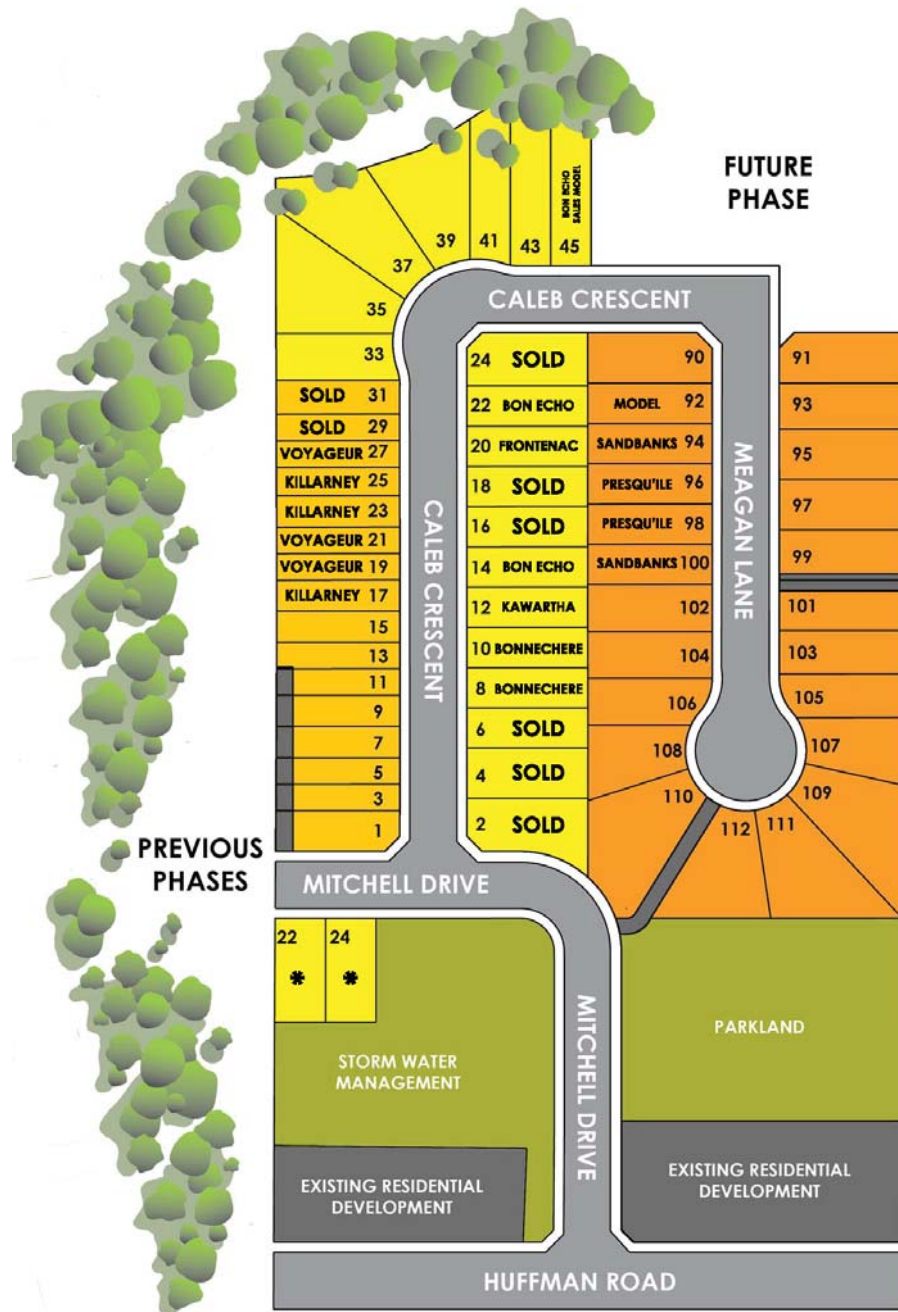 FUTURE
PHASE
BON ECHO
SALES MODEL
39
41
43
45
37
35
33
CALEB CRESCENT
SOLD 31
SOLD 29
VOYAGEUR 27
KILLARNEY 25
KILLARNEY 23
VOYAGEUR 21
VOYAGEUR 19
KILLARNEY 17
15
13
11
9
7
5
3
1
CALEB CRESCENT
24 SOLD
22 BON ECHO
20 FRONTENAC
18 SOLD
16 SOLD
14 BON ECHO
12 KAWARTHA
10 BONNECHERE
8 BONNECHERE
6 SOLD
4 SOLD
2 SOLD
90
MODEL 92
SANDBANKS 94
PRESQU'ILE 96
PRESQU'ILE 98
SANDBANKS 100
102
104
106
108
110
112
111
109
107
105
103
101
99
97
95
93
91
MEAGAN LANE
PREVIOUS
PHASES
MITCHELL DRIVE
22
*
24
*
STORM WATER
MANAGEMENT
MITCHELL DRIVE
PARKLAND
EXISTING RESIDENTIAL
DEVELOPMENT
EXISTING RESIDENTIAL
DEVELOPMENT
HUFFMAN ROAD